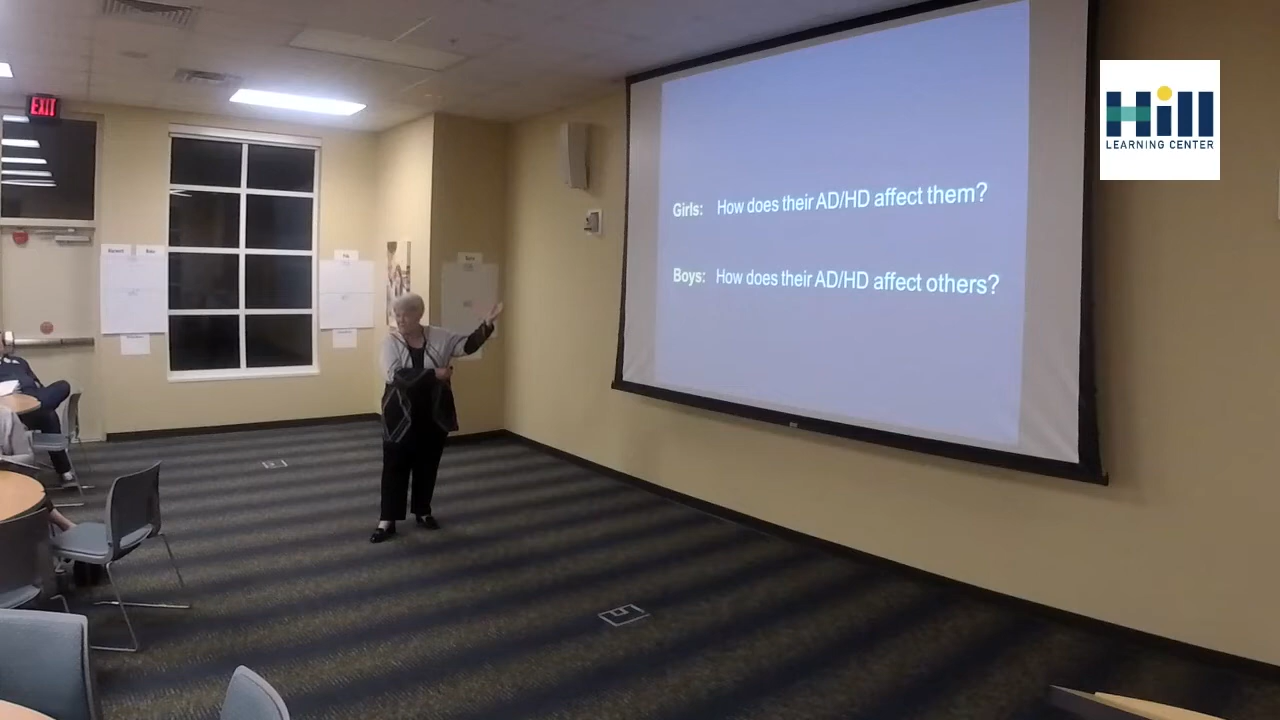 EXIT
Hill
LEARNING CENTER
Girls: How does their AD/HD affect them?
Boys: How does their AD/HD affect others?